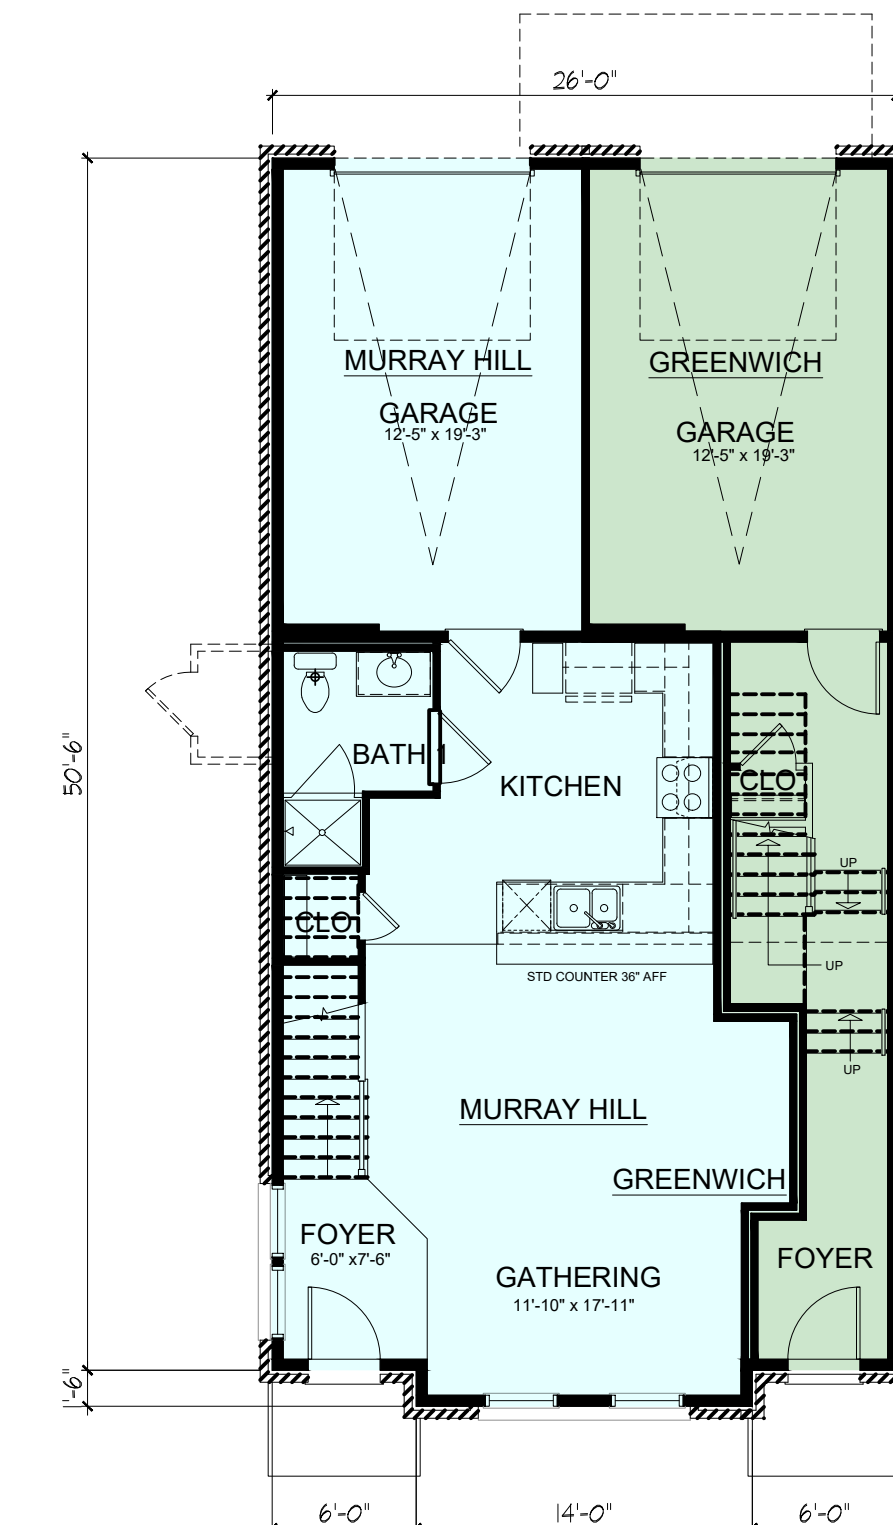 26'-0"
MURRAY HILL
GREENWICH
GARAGE
12'-5" x 19'-3"
GARAGE
12'-5" x 19'-3"
50'-6"
BATH 1
KITCHEN
CLO
UP
CLO
UP
STD COUNTER 36" AFF
UP
MURRAY HILL
GREENWICH
FOYER
6'-0" x7'-6"
FOYER
GATHERING
11'-10" x 17'-11"
'-6"
6'-0"
14'-0"
6'-0"